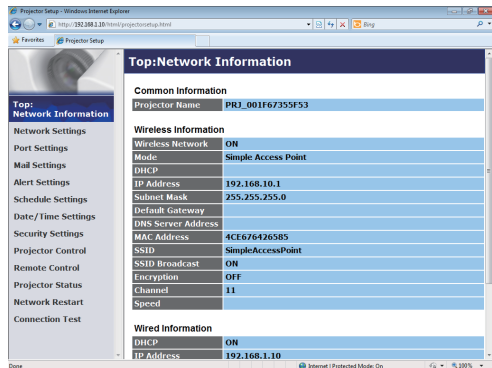 Projector Setup - Windows Internet Explorer
http://192.168.1.10/html/projectorsetup.html
Bing
Favorites Projector Setup
Top:
Network Information
Network Settings
Port Settings
Mail Settings
Alert Settings
Schedule Settings
Date/Time Settings
Security Settings
Projector Control
Remote Control
Projector Status
Network Restart
Connection Test
Top:Network Information
Common Information
Projector Name PRJ_001F67355F53
Wireless Information
Wireless Network ON
Mode Simple Access Point
DHCP
IP Address 192.168.10.1
Subnet Mask 255.255.255.0
Default Gateway
DNS Server Address
MAC Address 4CE676426585
SSID SimpleAccessPoint
SSID Broadcast ON
Encryption OFF
Channel 11
Speed
Wired Information
DHCP ON
IP Address 192.168.1.10
Done Internet | Protected Mode: On 100%